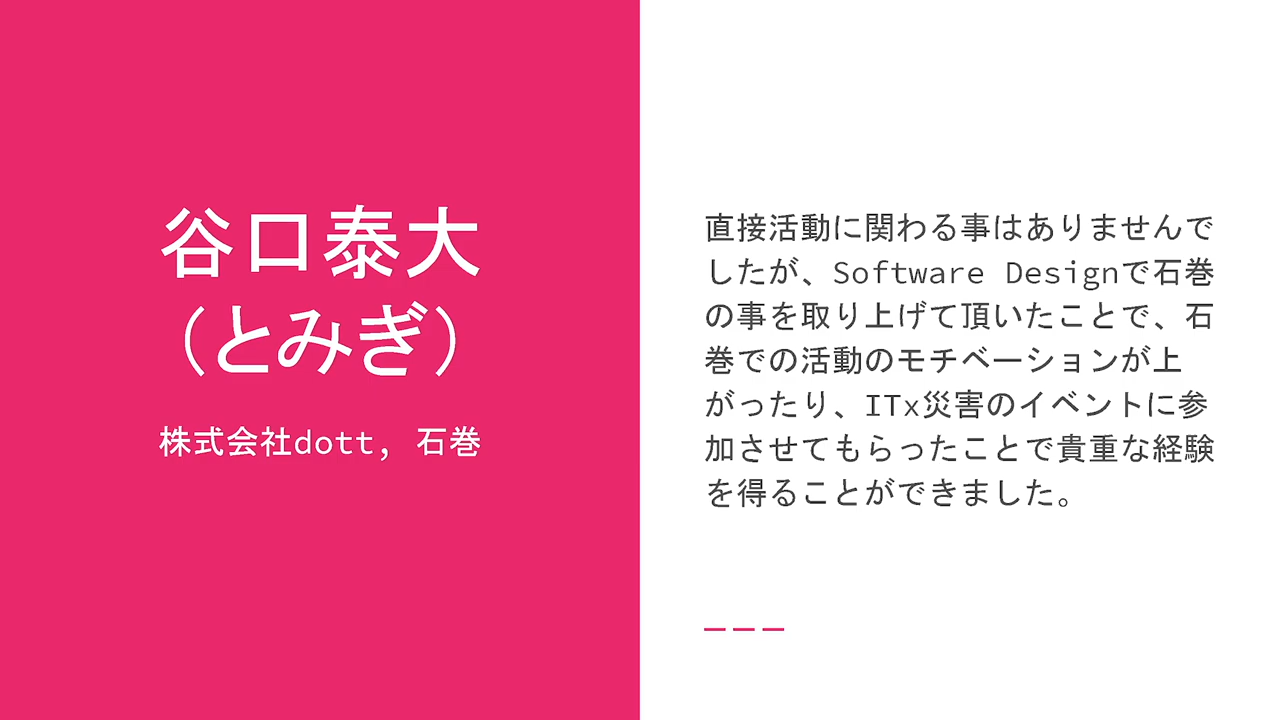 谷口泰大
（とみぎ）
株式会社dott, 石巻
直接活動に関わる事はありませんで
したが、Software Designで石巻
の事を取り上げて頂いたことで、石
巻での活動のモチベーションが上
がったり、ITx災害のイベントに参
加させてもらったことで貴重な経験
を得ることができました。